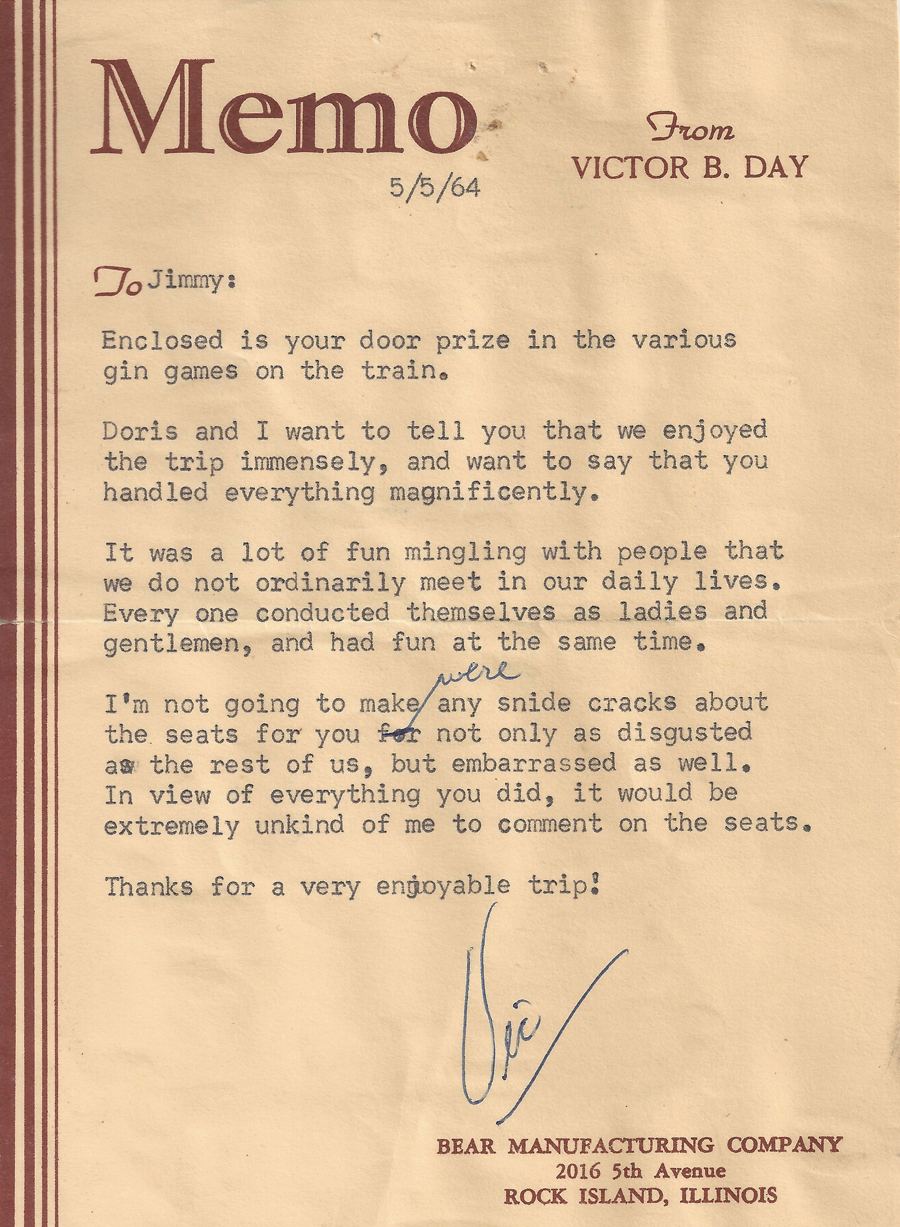 Memo
From
VICTOR B. DAY
5/5/64
To Jimmy:
Enclosed is your door prize in the various
gin games on the train.
Doris and I want to tell you that we enjoyed
the trip immensely, and want to say that you
handled everything magnificently.
It was a lot of fun mingling with people that
we do not ordinarily meet in our daily lives.
Every one conducted themselves as ladies and
gentlemen, and had fun at the same time.
were
I'm not going to make any snide cracks about
the seats for you for not only as disgusted
as the rest of us, but embarrassed as well.
In view of everything you did, it would be
extremely unkind of me to comment on the seats.
Thanks for a very enjoyable trip!
Vic
BEAR MANUFACTURING COMPANY
2016 5th Avenue
ROCK ISLAND, ILLINOIS